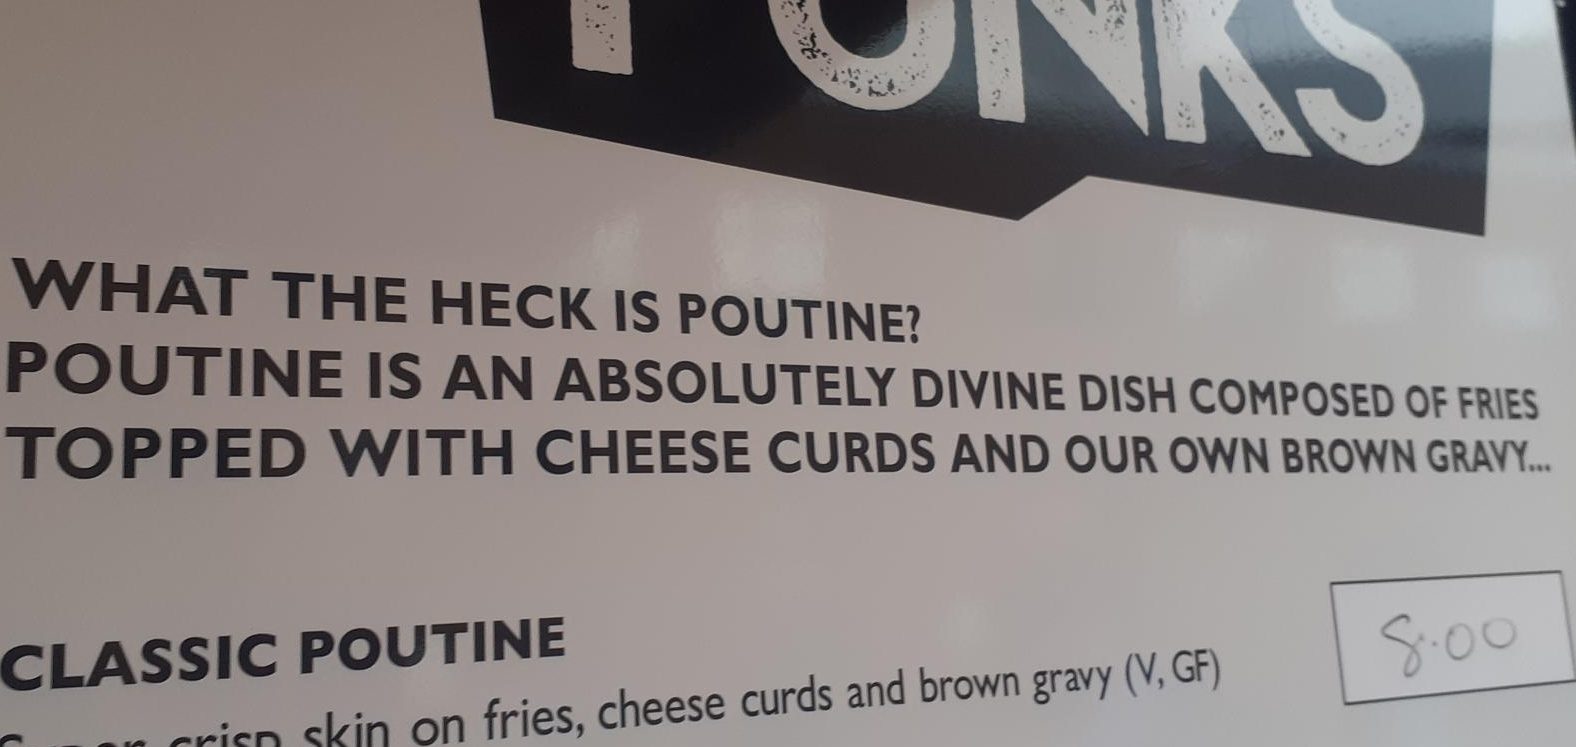 PUNKS
WHAT THE HECK IS POUTINE?
POUTINE IS AN ABSOLUTELY DIVINE DISH COMPOSED OF FRIES
TOPPED WITH CHEESE CURDS AND OUR OWN BROWN GRAVY...
CLASSIC POUTINE
8.00
crisp skin on fries, cheese curds and brown gravy (V, GF)